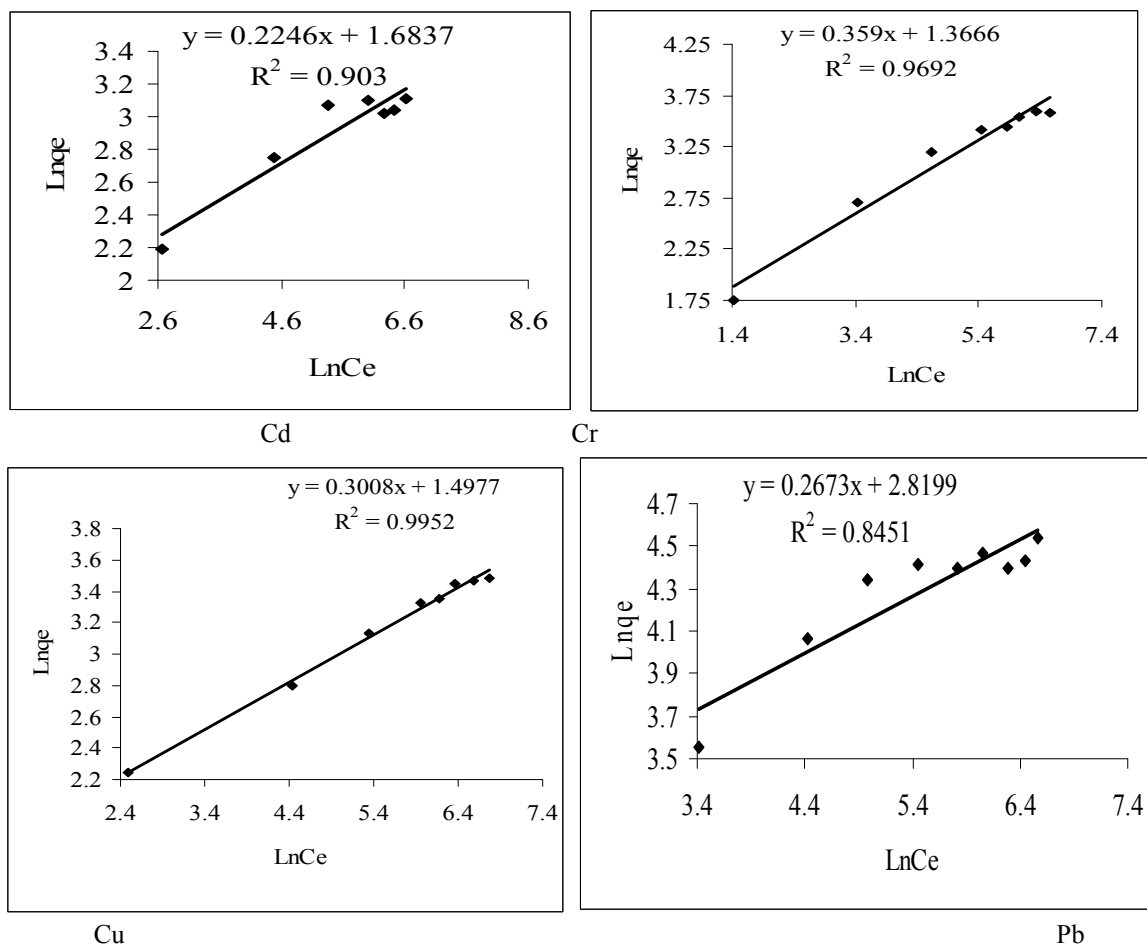 y = 0.2246x + 1.6837
R² = 0.903
3.4
3.2
3
2.8
2.6
2.4
2.2
2
Lnqe
2.6 4.6 6.6 8.6
LnCe
y = 0.359x + 1.3666
R² = 0.9692
4.25
3.75
3.25
2.75
2.25
1.75
Lnqe
1.4 3.4 5.4 7.4
LnCe
Cd Cr
y = 0.3008x + 1.4977
R² = 0.9952
3.8
3.6
3.4
3.2
3
2.8
2.6
2.4
2.2
Lnqe
2.4 3.4 4.4 5.4 6.4 7.4
LnCe
y = 0.2673x + 2.8199
R² = 0.8451
4.7
4.5
4.3
4.1
3.9
3.7
3.5
Lnqe
3.4 4.4 5.4 6.4 7.4
LnCe
Cu Pb